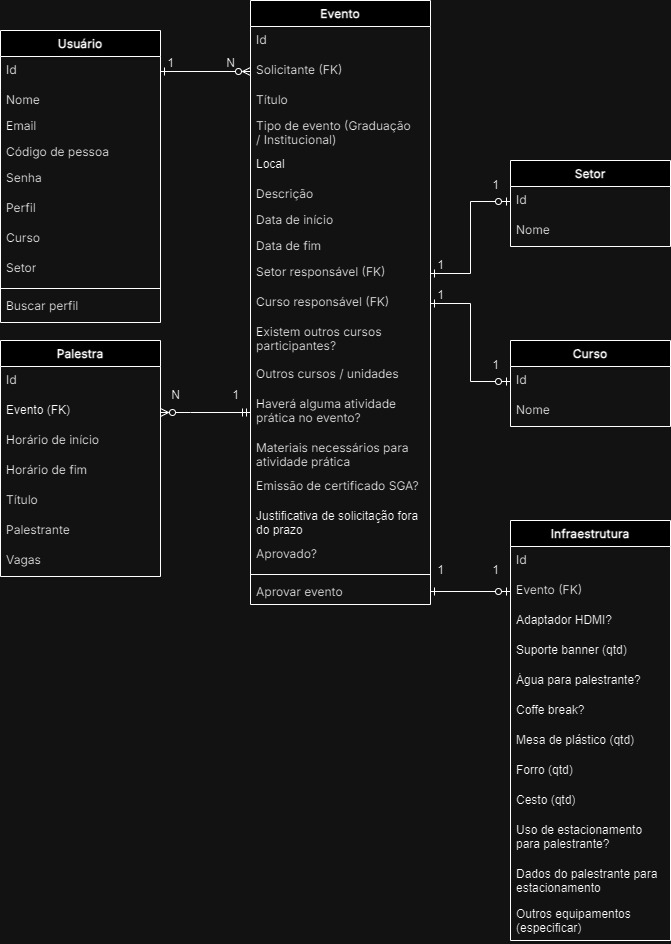 Usuário
Id
Nome
Email
Código de pessoa
Senha
Perfil
Curso
Setor
Buscar perfil
1
N
Evento
Id
Solicitante (FK)
Título
Tipo de evento (Graduação
/ Institucional)
Local
Descrição
Data de início
Data de fim
Setor responsável (FK)
Curso responsável (FK)
Existem outros cursos
participantes?
Outros cursos / unidades
Haverá alguma atividade
prática no evento?
Materiais necessários para
atividade prática
Emissão de certificado SGA?
Justificativa de solicitação fora
do prazo
Aprovado?
Aprovar evento
1
1
Setor
Id
Nome
1
1
Curso
Id
Nome
Palestra
Id
Evento (FK)
Horário de início
Horário de fim
Título
Palestrante
Vagas
N
1
1
1
Infraestrutura
Id
Evento (FK)
Adaptador HDMI?
Suporte banner (qtd)
Água para palestrante?
Coffe break?
Mesa de plástico (qtd)
Forro (qtd)
Cesto (qtd)
Uso de estacionamento
para palestrante?
Dados do palestrante para
estacionamento
Outros equipamentos
(especificar)